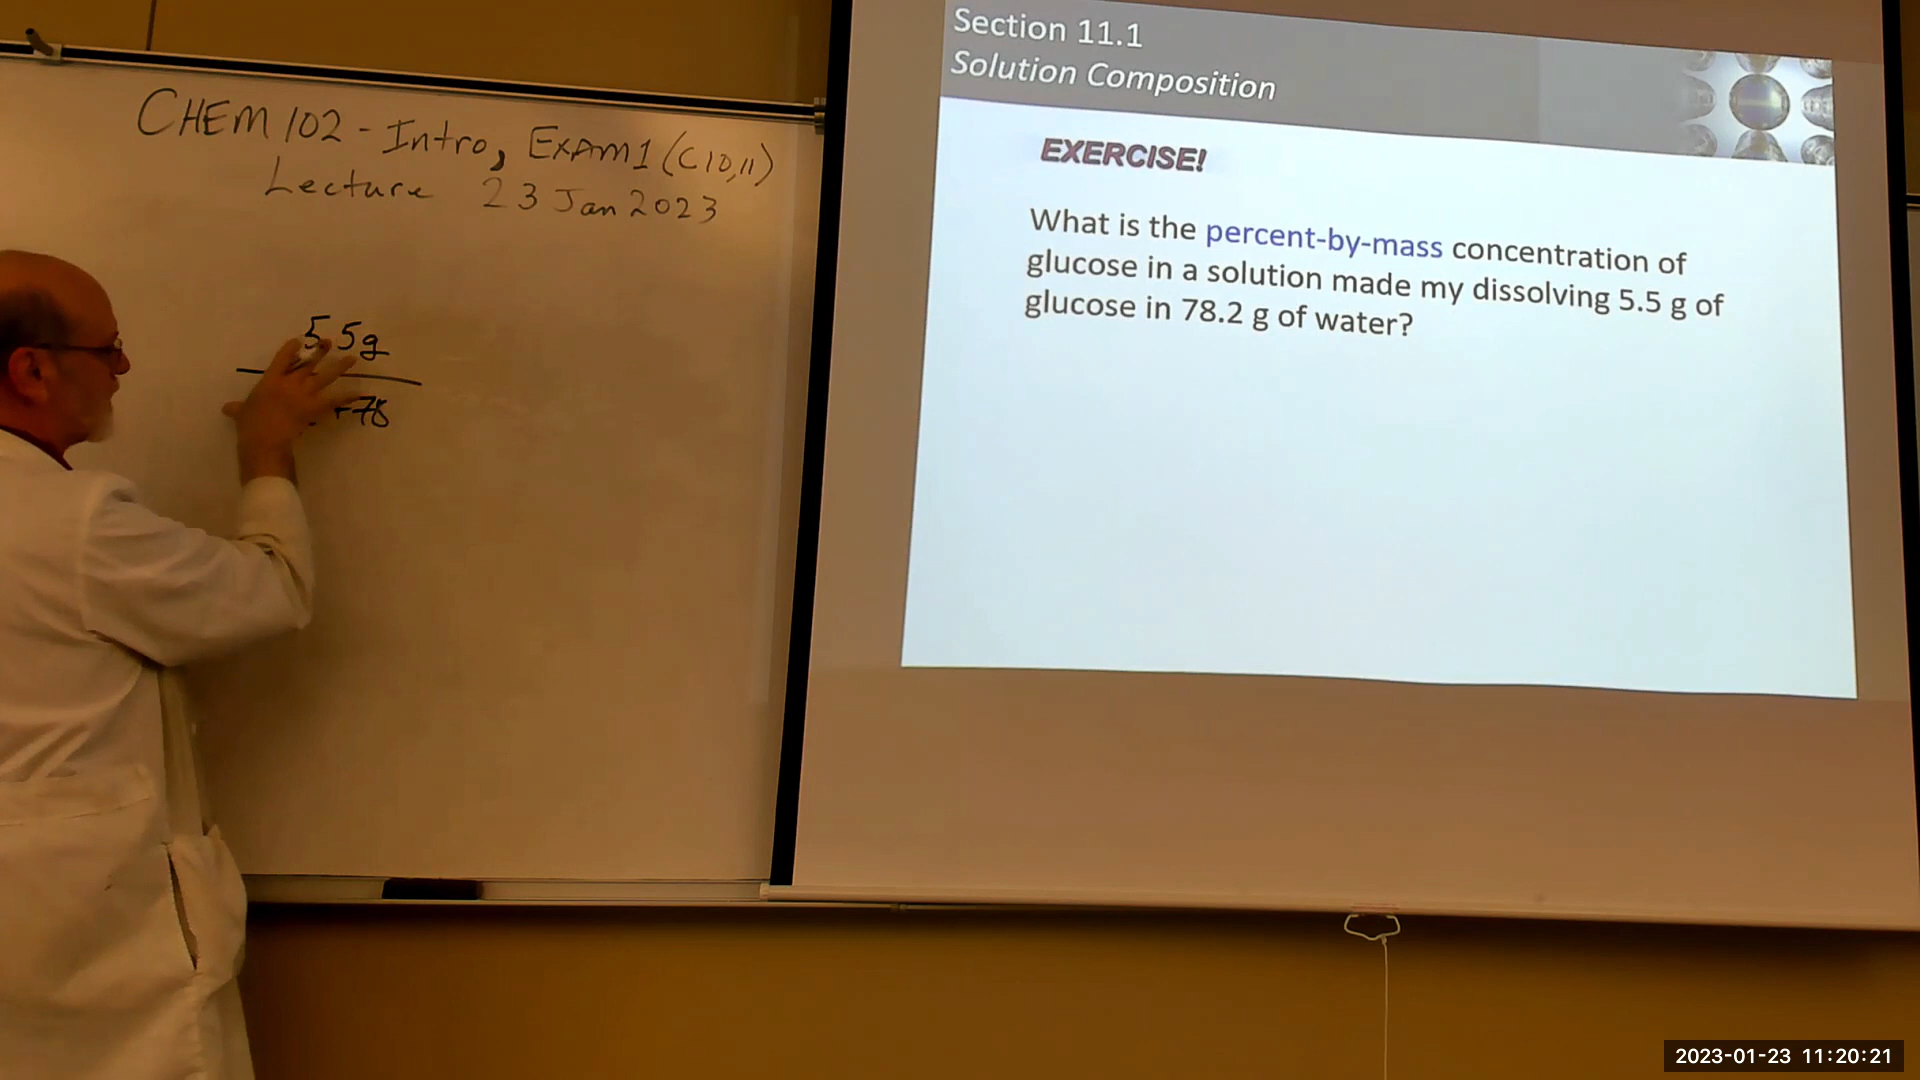 CHEM 102 - Intro, EXAM 1 (C10,11)
Lecture 23 Jan 2023
5.5g
+78
Section 11.1
Solution Composition
EXERCISE!
What is the percent-by-mass concentration of
glucose in a solution made my dissolving 5.5 g of
glucose in 78.2 g of water?
2023-01-23 11:20:21